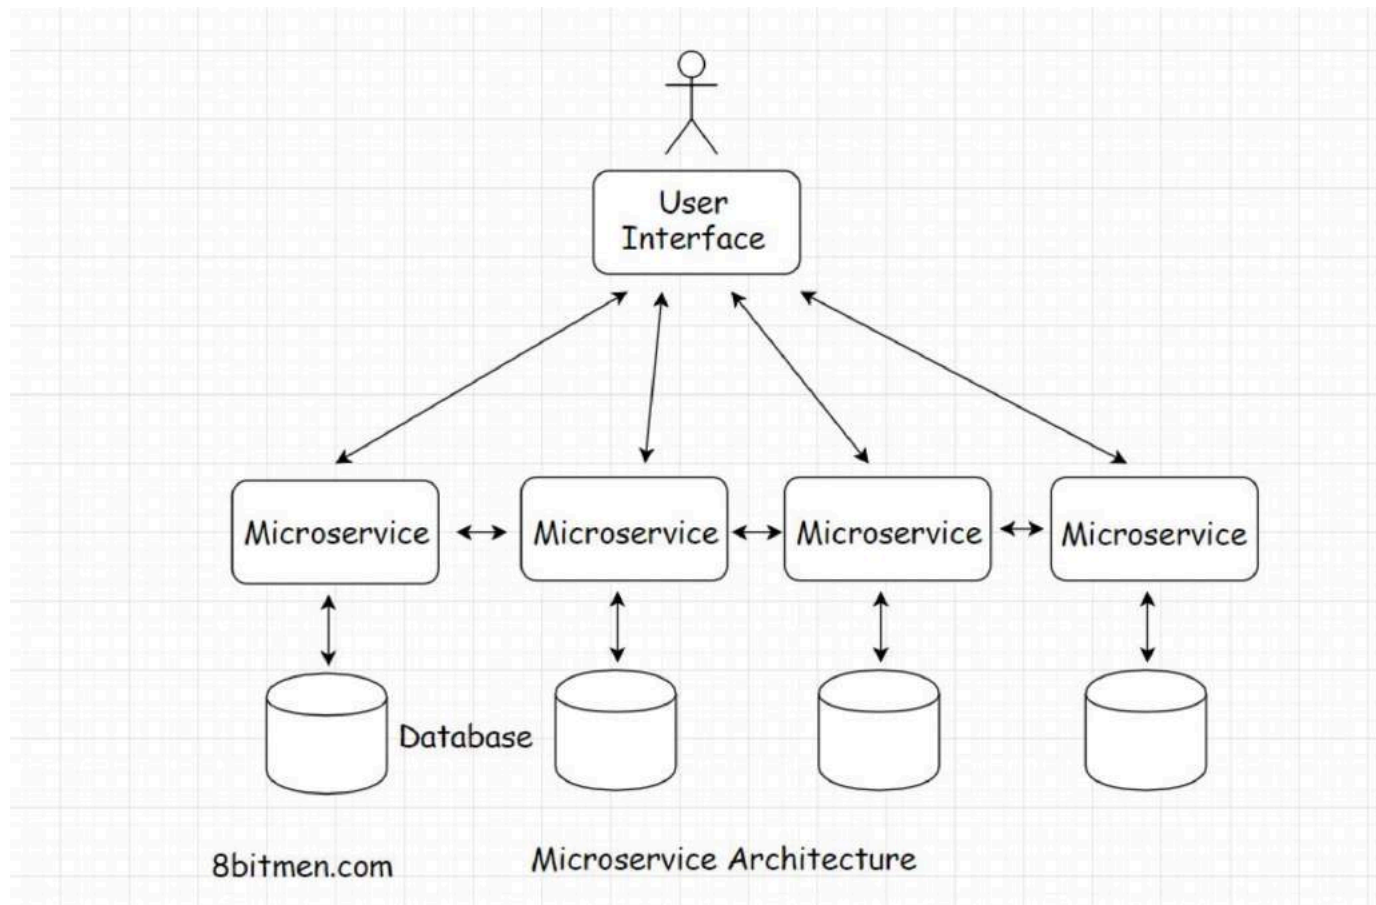 User
Interface
Microservice
Microservice
Microservice
Microservice
Database
8bitmen.com
Microservice Architecture